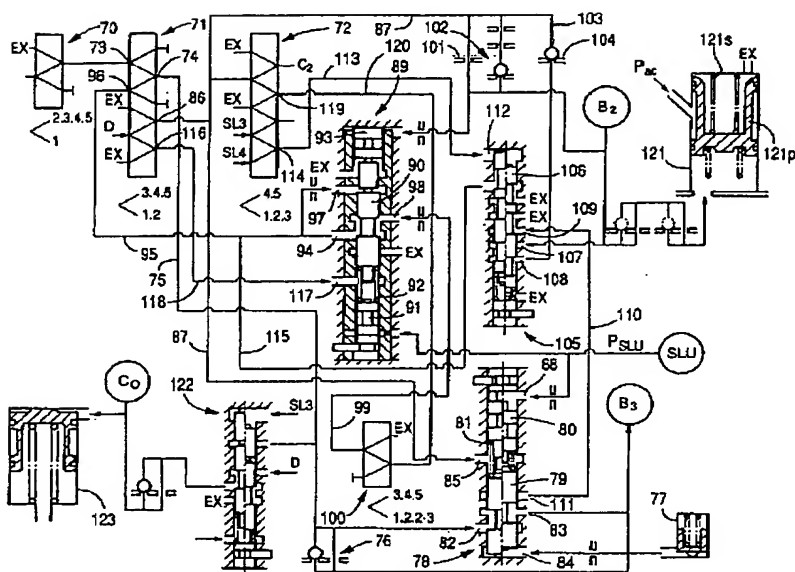 70
71
72
87
102
103
101
104
113
120
89
121s
EX
EX
73
74
96
EX
86
D
EX
116
EX
C2
EX
SL3
SL4
119
114
93
90
EX
98
97
94
EX
92
91
112
106
EX
EX
109
107
108
EX
105
110
B2
Pac
121
121p
2.3.4.5
1
3.4.5
1.2
4.5
1.2.3
95
75
118
117
87
115
PSLU
SLU
68
C0
122
SL3
D
EX
123
99
EX
100
3.4.5
1.2.2-3
81
80
79
85
111
83
82
76
78
84
77
B3